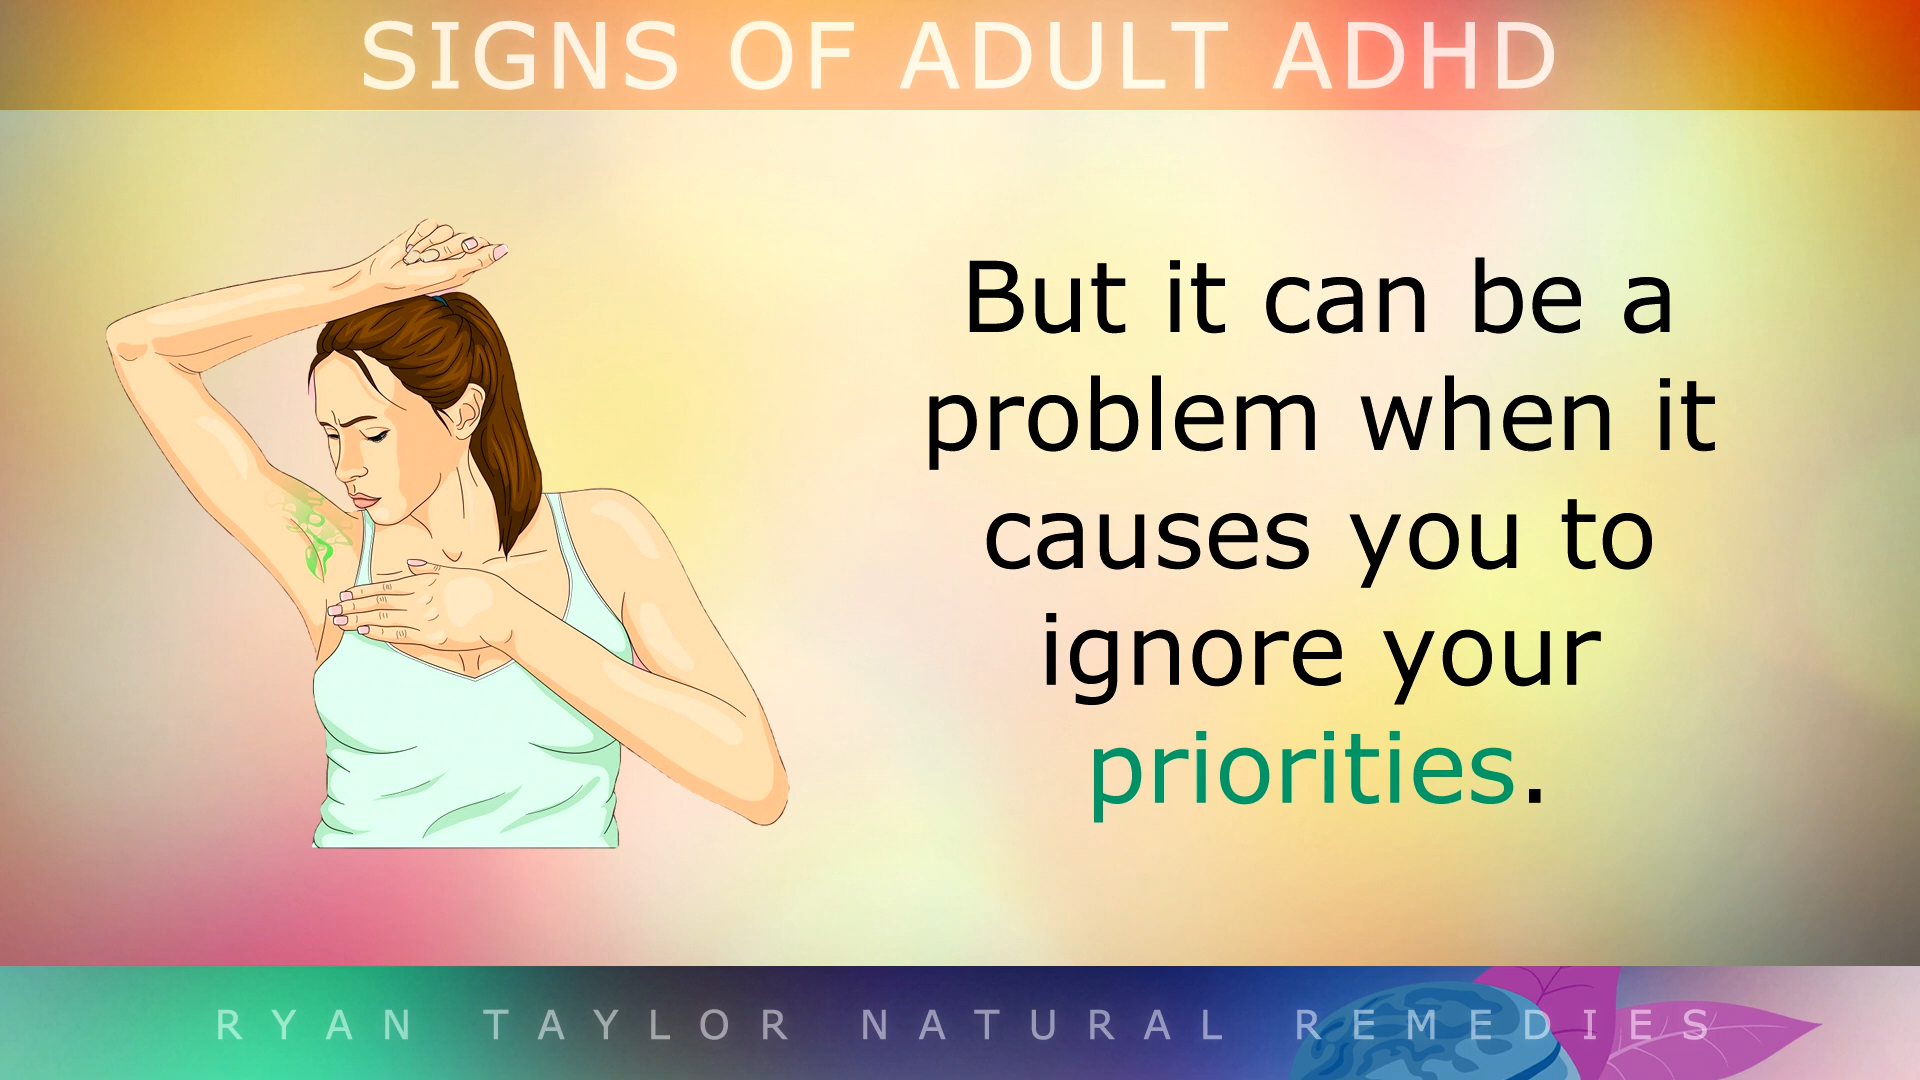 SIGNS OF ADULT ADHD
But it can be a
problem when it
causes you to
ignore your
priorities.
RYAN TAYLOR NATURAL REMEDIES